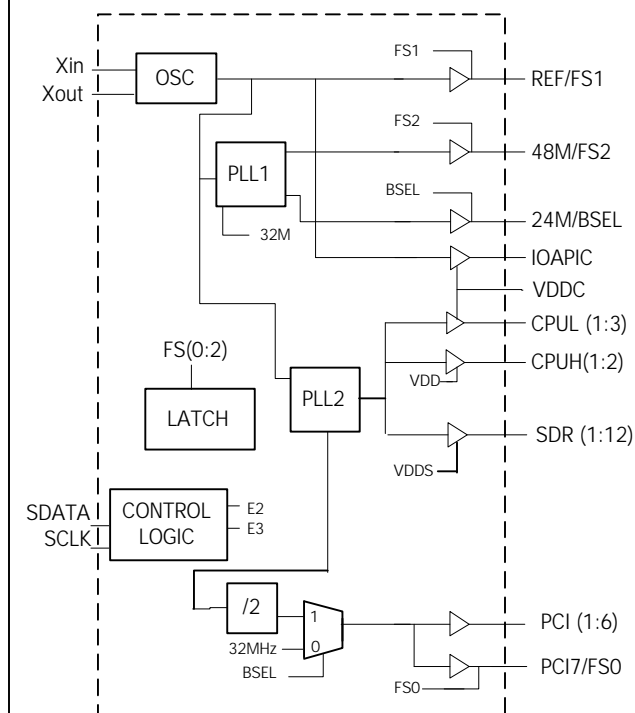 FS1
Xin
OSC
REF/FS1
Xout
FS2
48M/FS2
PLL1
BSEL
24M/BSEL
32M
IOAPIC
VDDC
FS(0:2)
CPUL (1:3)
CPUH(1:2)
VDD
PLL2
LATCH
SDR (1:12)
VDDS
SDATA
SCLK
CONTROL
LOGIC
E2
E3
/2
1
0
PCI (1:6)
32MHz
BSEL
PCI7/FS0
FS0